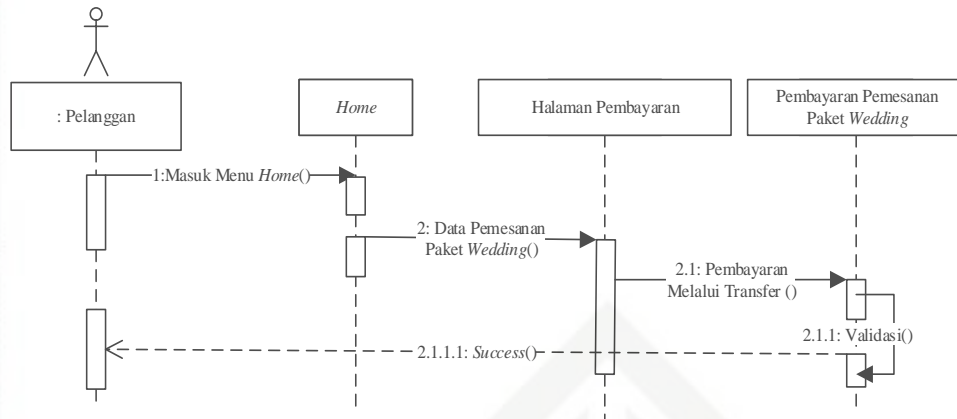 : Pelanggan
Home
Halaman Pembayaran
Pembayaran Pemesanan
Paket Wedding
1:Masuk Menu Home()
2: Data Pemesanan
Paket Wedding()
2.1: Pembayaran
Melalui Transfer ()
2.1.1: Validasi()
2.1.1.1: Success()